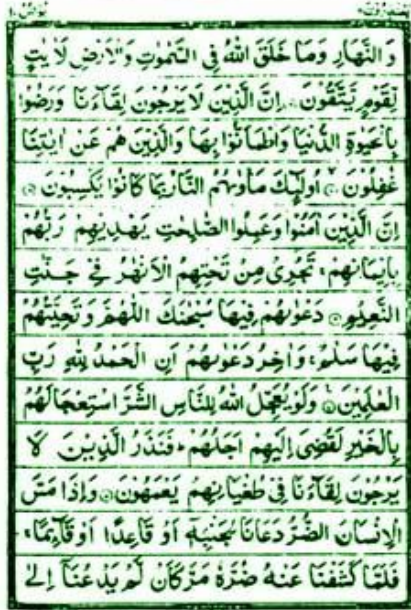 وَ النَّهَارِ وَمَا خَلَقَ اللّٰهُ فِى السَّمٰوٰتِ وَالْاَرْضِ لَاٰيٰتٍ
لِّقَوْمٍ يَّتَّقُوْنَ ۞ اِنَّ الَّذِيْنَ لَا يَرْجُوْنَ لِقَآءَنَا وَرَضُوْا
بِالْحَيٰوةِ الدُّنْيَا وَاطْمَاَنُّوْا بِهَا وَالَّذِيْنَ هُمْ عَنْ اٰيٰتِنَا
غٰفِلُوْنَ ۞ اُولٰٓئِكَ مَاْوٰىهُمُ النَّارُ بِمَا كَانُوْا يَكْسِبُوْنَ ۞
اِنَّ الَّذِيْنَ اٰمَنُوْا وَعَمِلُوا الصّٰلِحٰتِ يَهْدِيْهِمْ رَبُّهُمْ
بِاِيْمَانِهِمْ ۚ تَجْرِىْ مِنْ تَحْتِهِمُ الْاَنْهٰرُ فِىْ جَنّٰتِ
النَّعِيْمِ ۞ دَعْوٰىهُمْ فِيْهَا سُبْحٰنَكَ اللّٰهُمَّ وَتَحِيَّتُهُمْ
فِيْهَا سَلٰمٌ ۚ وَاٰخِرُ دَعْوٰىهُمْ اَنِ الْحَمْدُ لِلّٰهِ رَبِّ
الْعٰلَمِيْنَ ۞ وَلَوْ يُعَجِّلُ اللّٰهُ لِلنَّاسِ الشَّرَّ اسْتِعْجَالَهُمْ
بِالْخَيْرِ لَقُضِىَ اِلَيْهِمْ اَجَلُهُمْ ۚ فَنَذَرُ الَّذِيْنَ لَا
يَرْجُوْنَ لِقَآءَنَا فِىْ طُغْيَانِهِمْ يَعْمَهُوْنَ ۞ وَاِذَا مَسَّ
الْاِنْسَانَ الضُّرُّ دَعَانَا لِجَنْۢبِهٖۤ اَوْ قَاعِدًا اَوْ قَآئِمًا ۚ
فَلَمَّا كَشَفْنَا عَنْهُ ضُرَّهٗ مَرَّ كَاَنْ لَّمْ يَدْعُنَاۤ اِلٰى